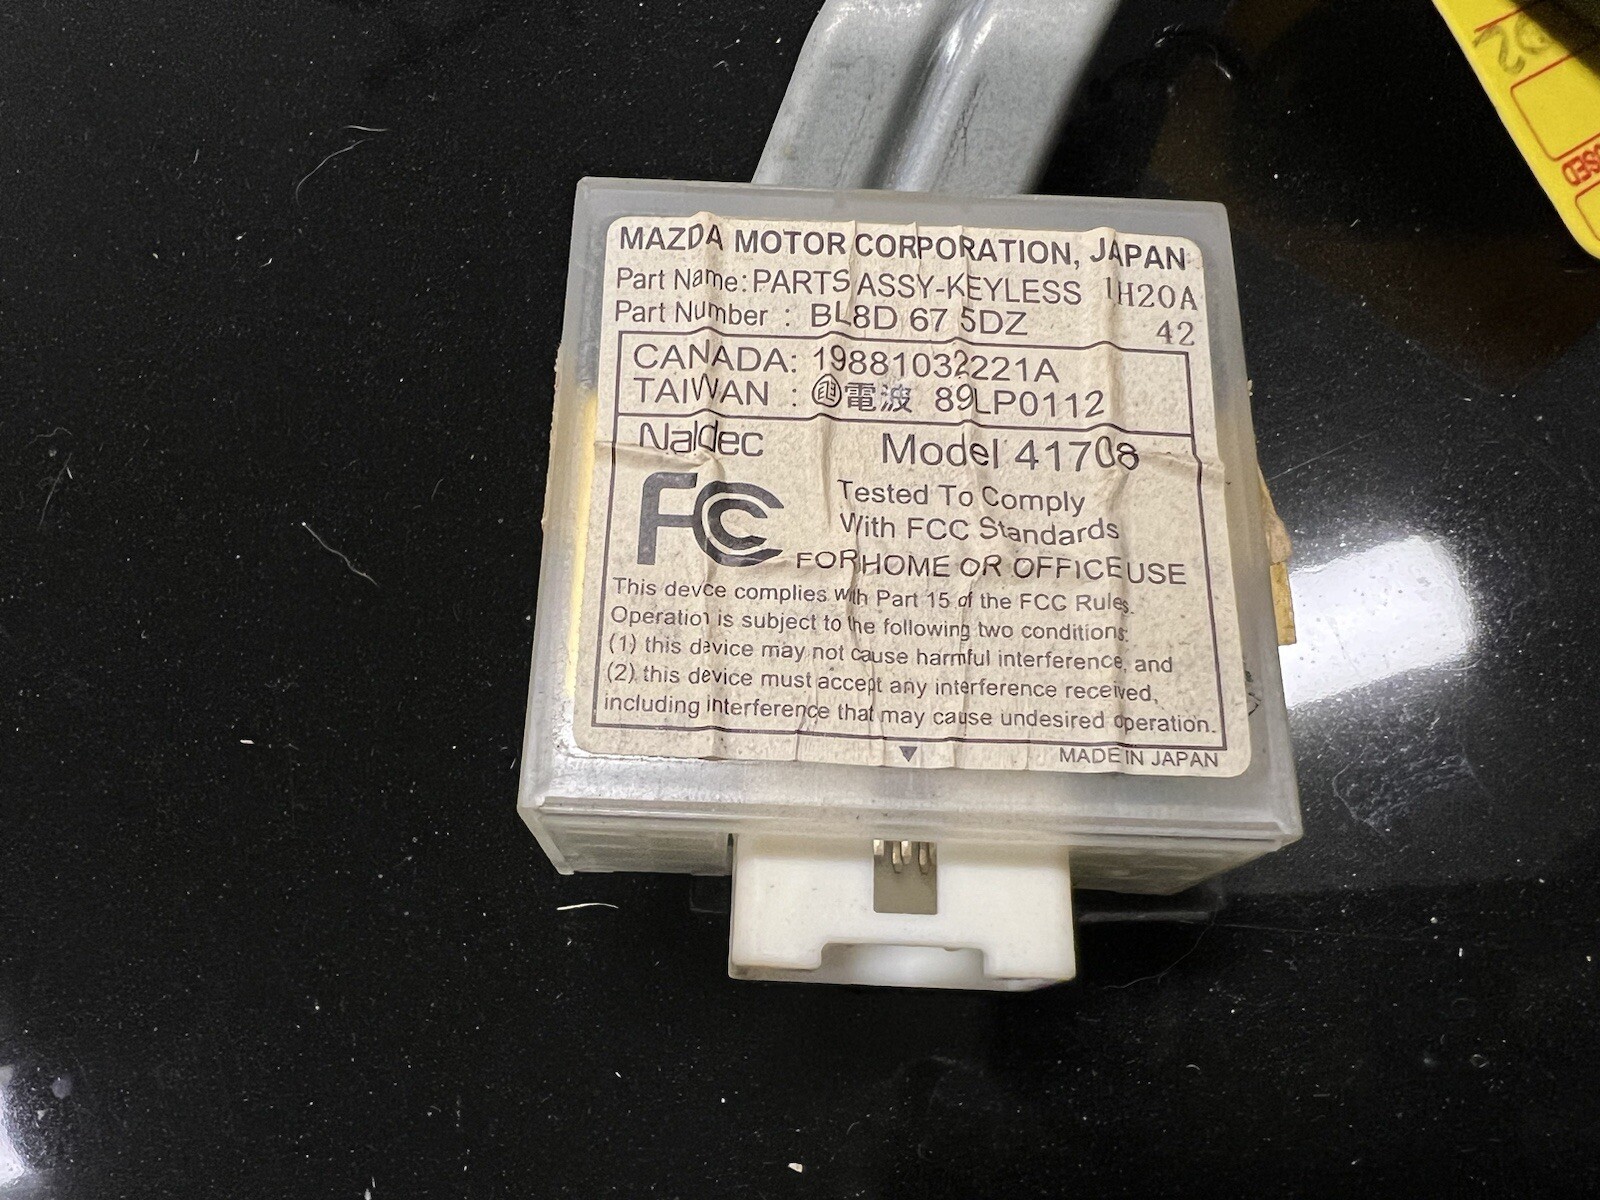 MAZDA MOTOR CORPORATION, JAPAN
Part Name: PARTS ASSY-KEYLESS 1H20A
Part Number : BL8D 67 5DZ 42
CANADA: 19881032221A
TAIWAN : 電波 89LP0112
Naldec Model 41708
FC Tested To Comply
With FCC Standards
FOR HOME OR OFFICE USE
This device complies with Part 15 of the FCC Rules.
Operation is subject to the following two conditions:
(1) this device may not cause harmful interference, and
(2) this device must accept any interference received,
including interference that may cause undesired operation.
MADE IN JAPAN